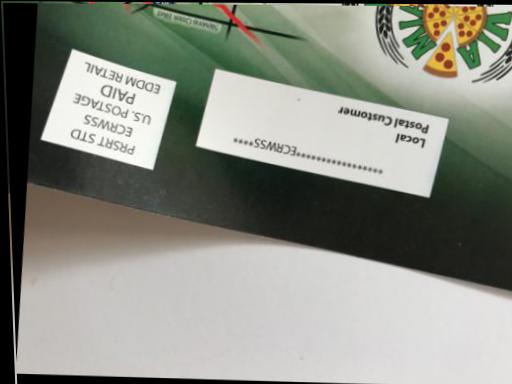 PRSRT STD
ECRWSS
U.S. POSTAGE
PAID
EDDM RETAIL
*****************ECRWSS****
Local
Postal Customer